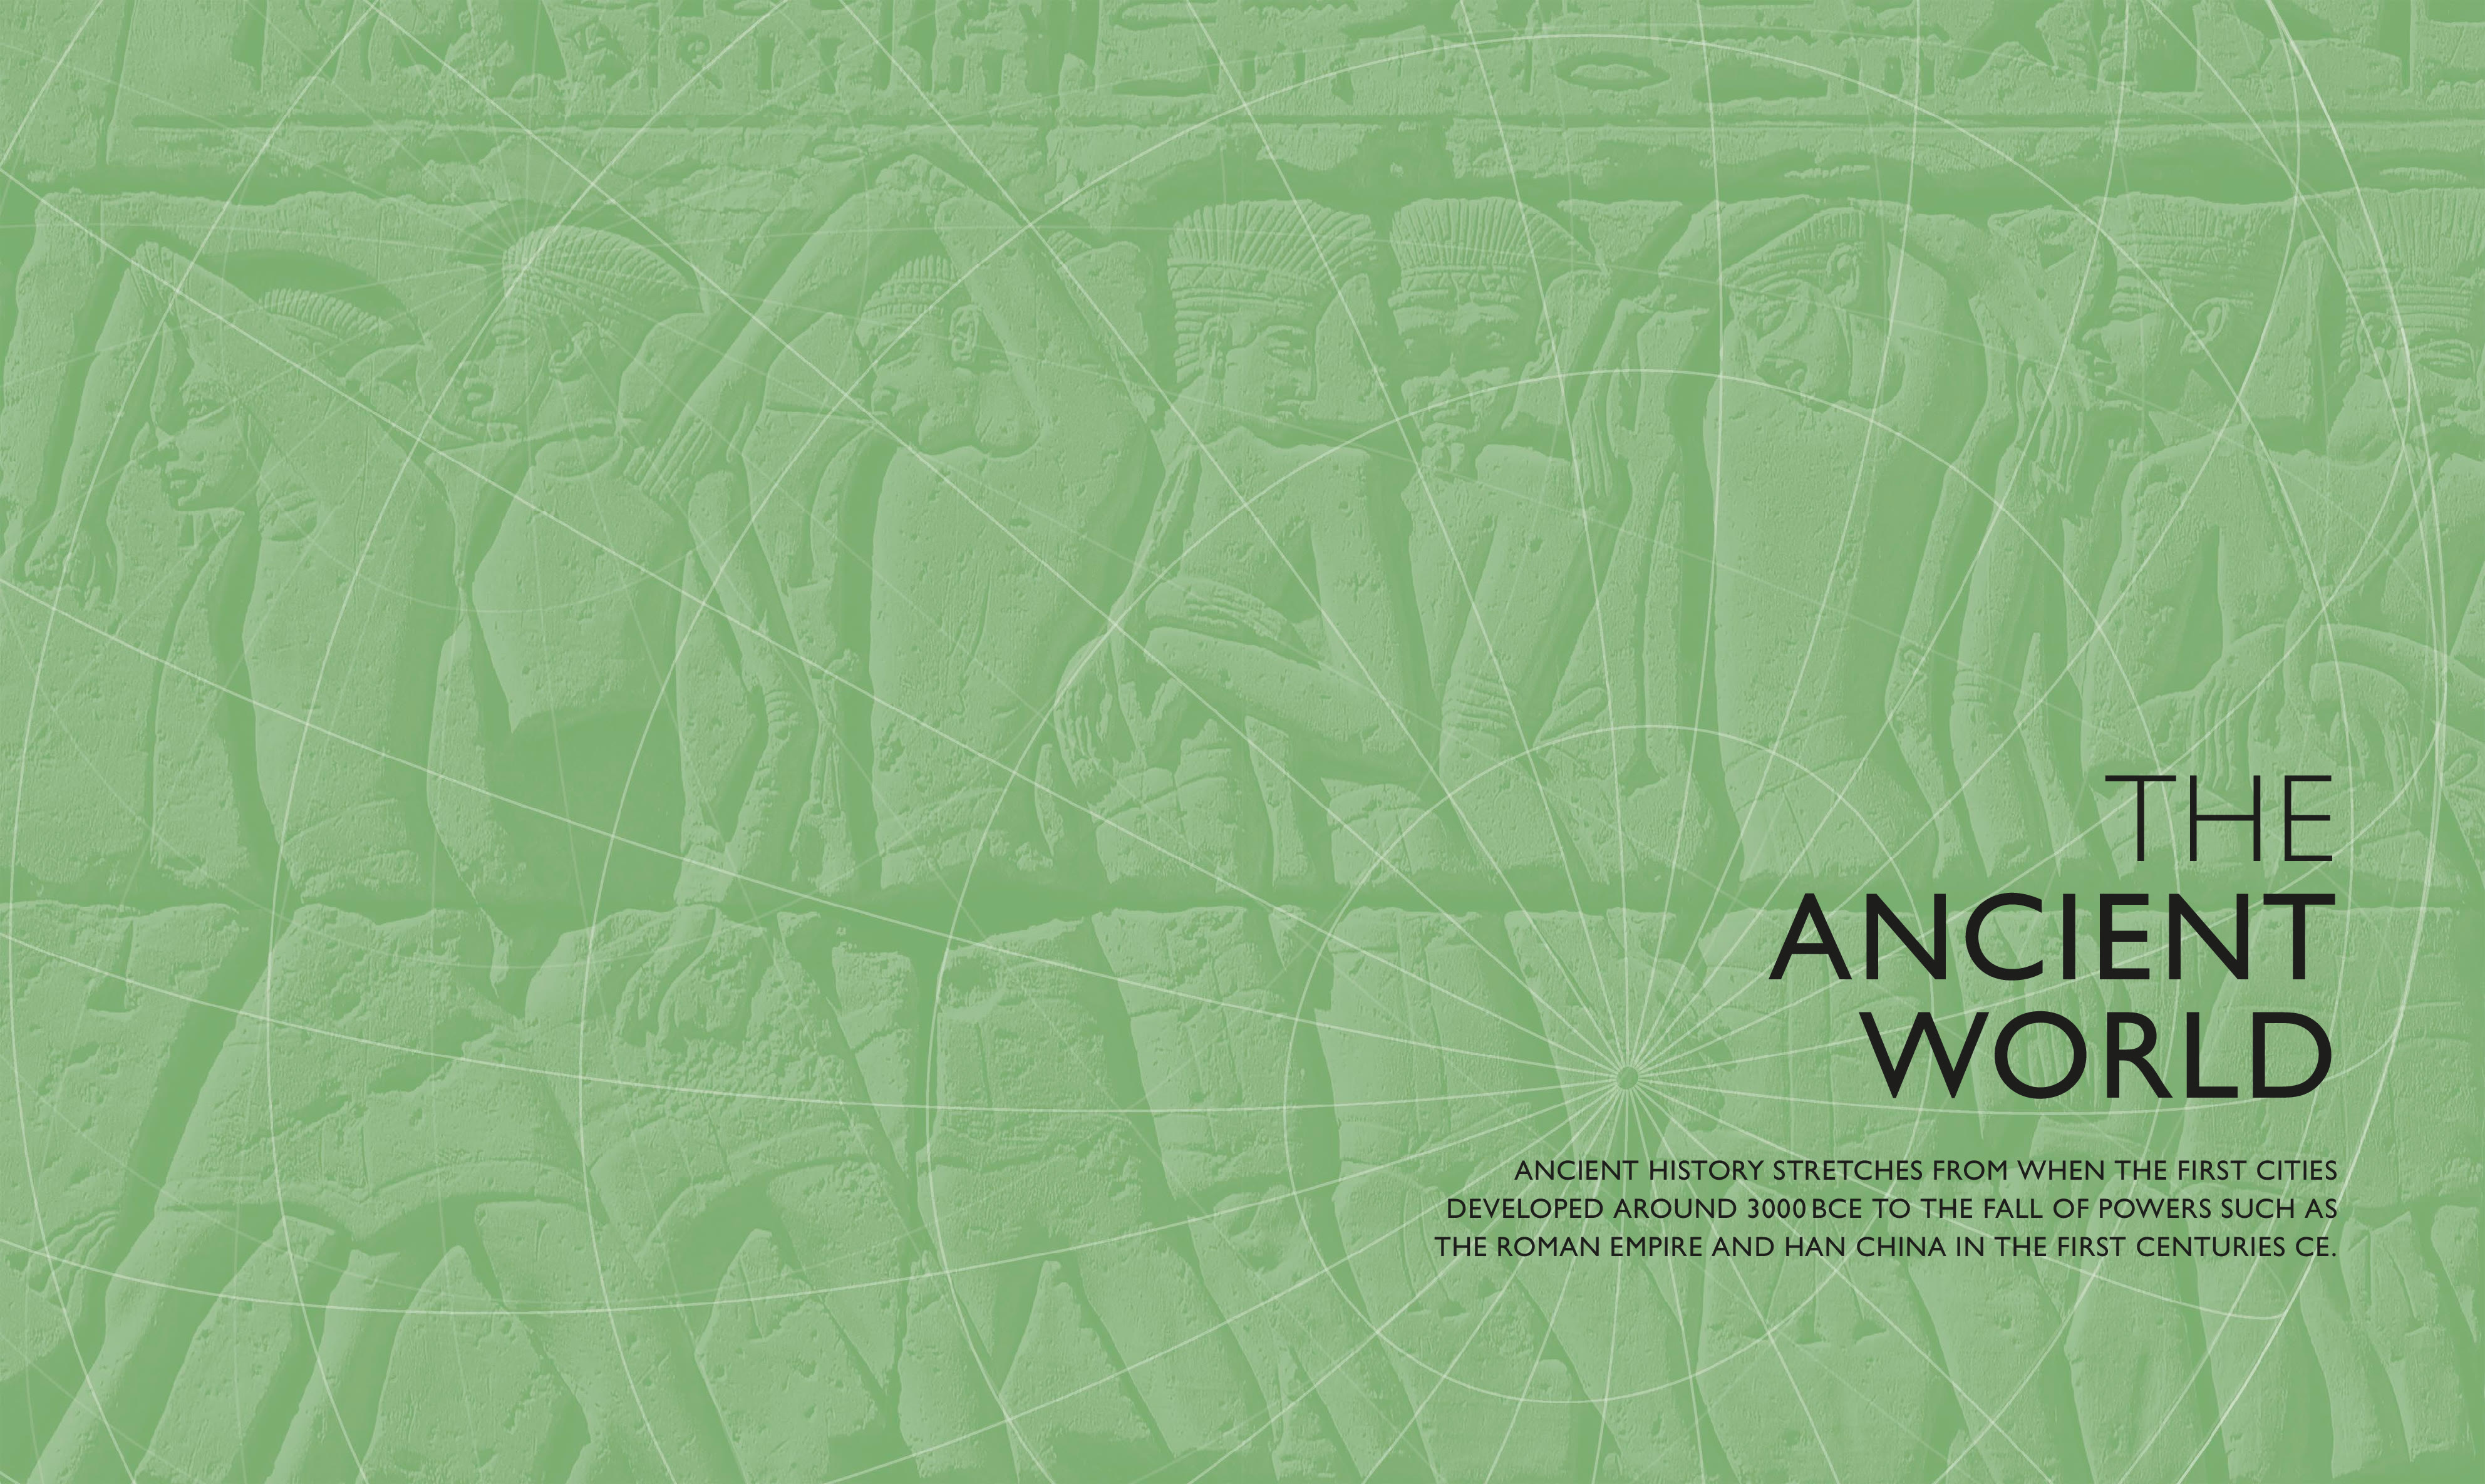 THE
ANCIENT
WORLD
ANCIENT HISTORY STRETCHES FROM WHEN THE FIRST CITIES
DEVELOPED AROUND 3000 BCE TO THE FALL OF POWERS SUCH AS
THE ROMAN EMPIRE AND HAN CHINA IN THE FIRST CENTURIES CE.